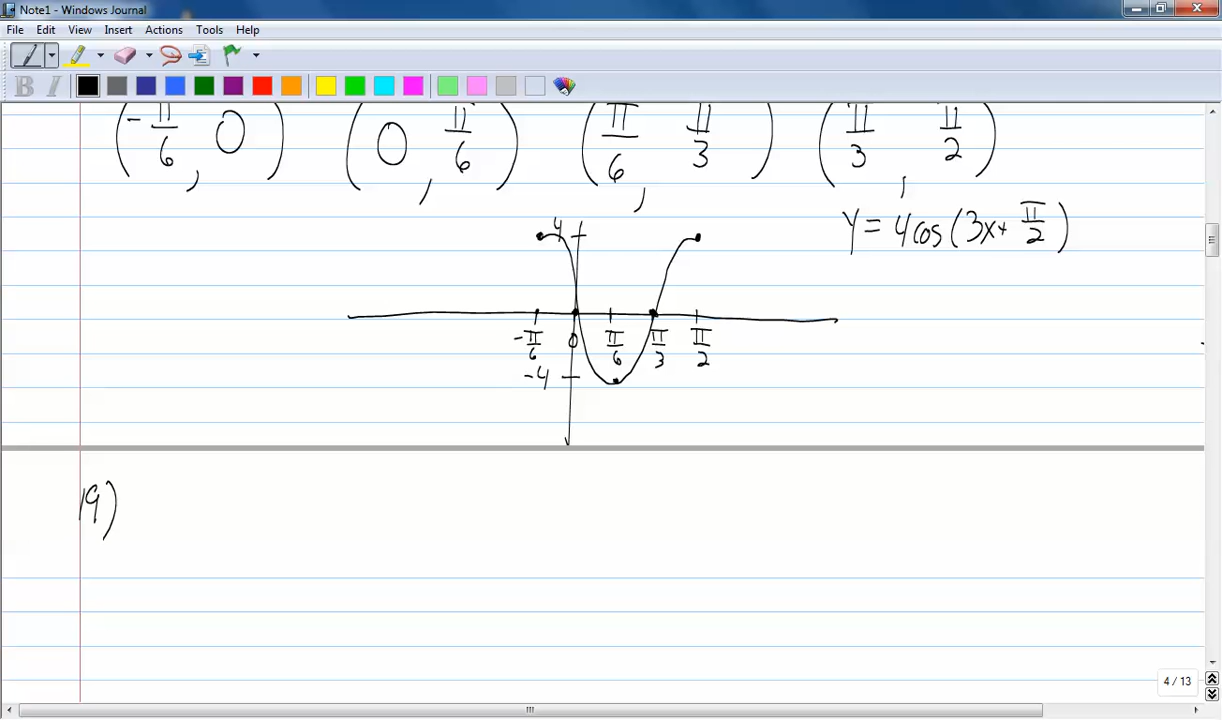 Note1 - Windows Journal
File Edit View Insert Actions Tools Help
B I
(-π/6, 0) (0, π/6) (π/6, π/3) (π/3, π/2)
y = 4cos(3x+ π/2)
4
-π/6 0 π/6 π/3 π/2
-4
19)
4 / 13